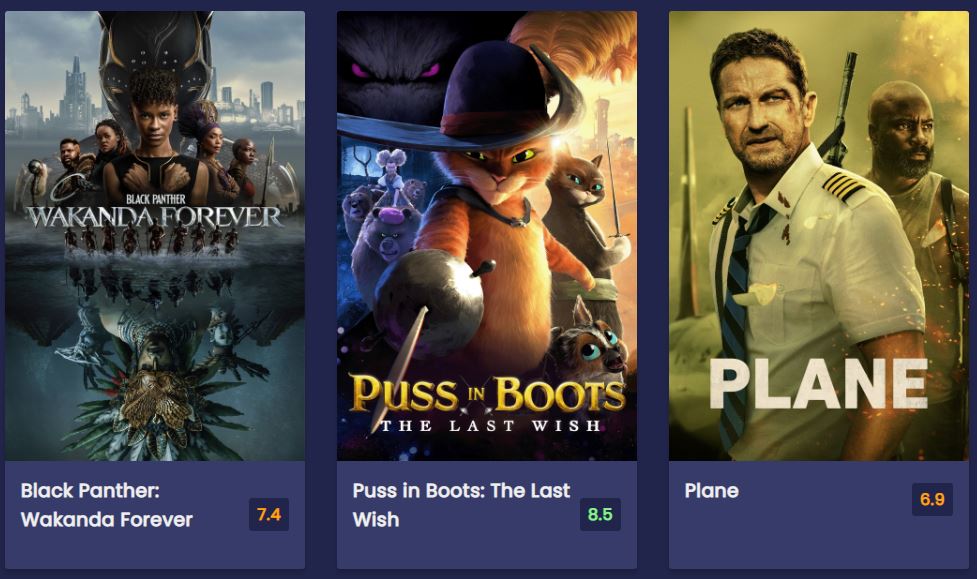 BLACK PANTHER
WAKANDA FOREVER
PUSS IN BOOTS
THE LAST WISH
PLANE
Black Panther:
Wakanda Forever
7.4
Puss in Boots: The Last
Wish
8.5
Plane
6.9